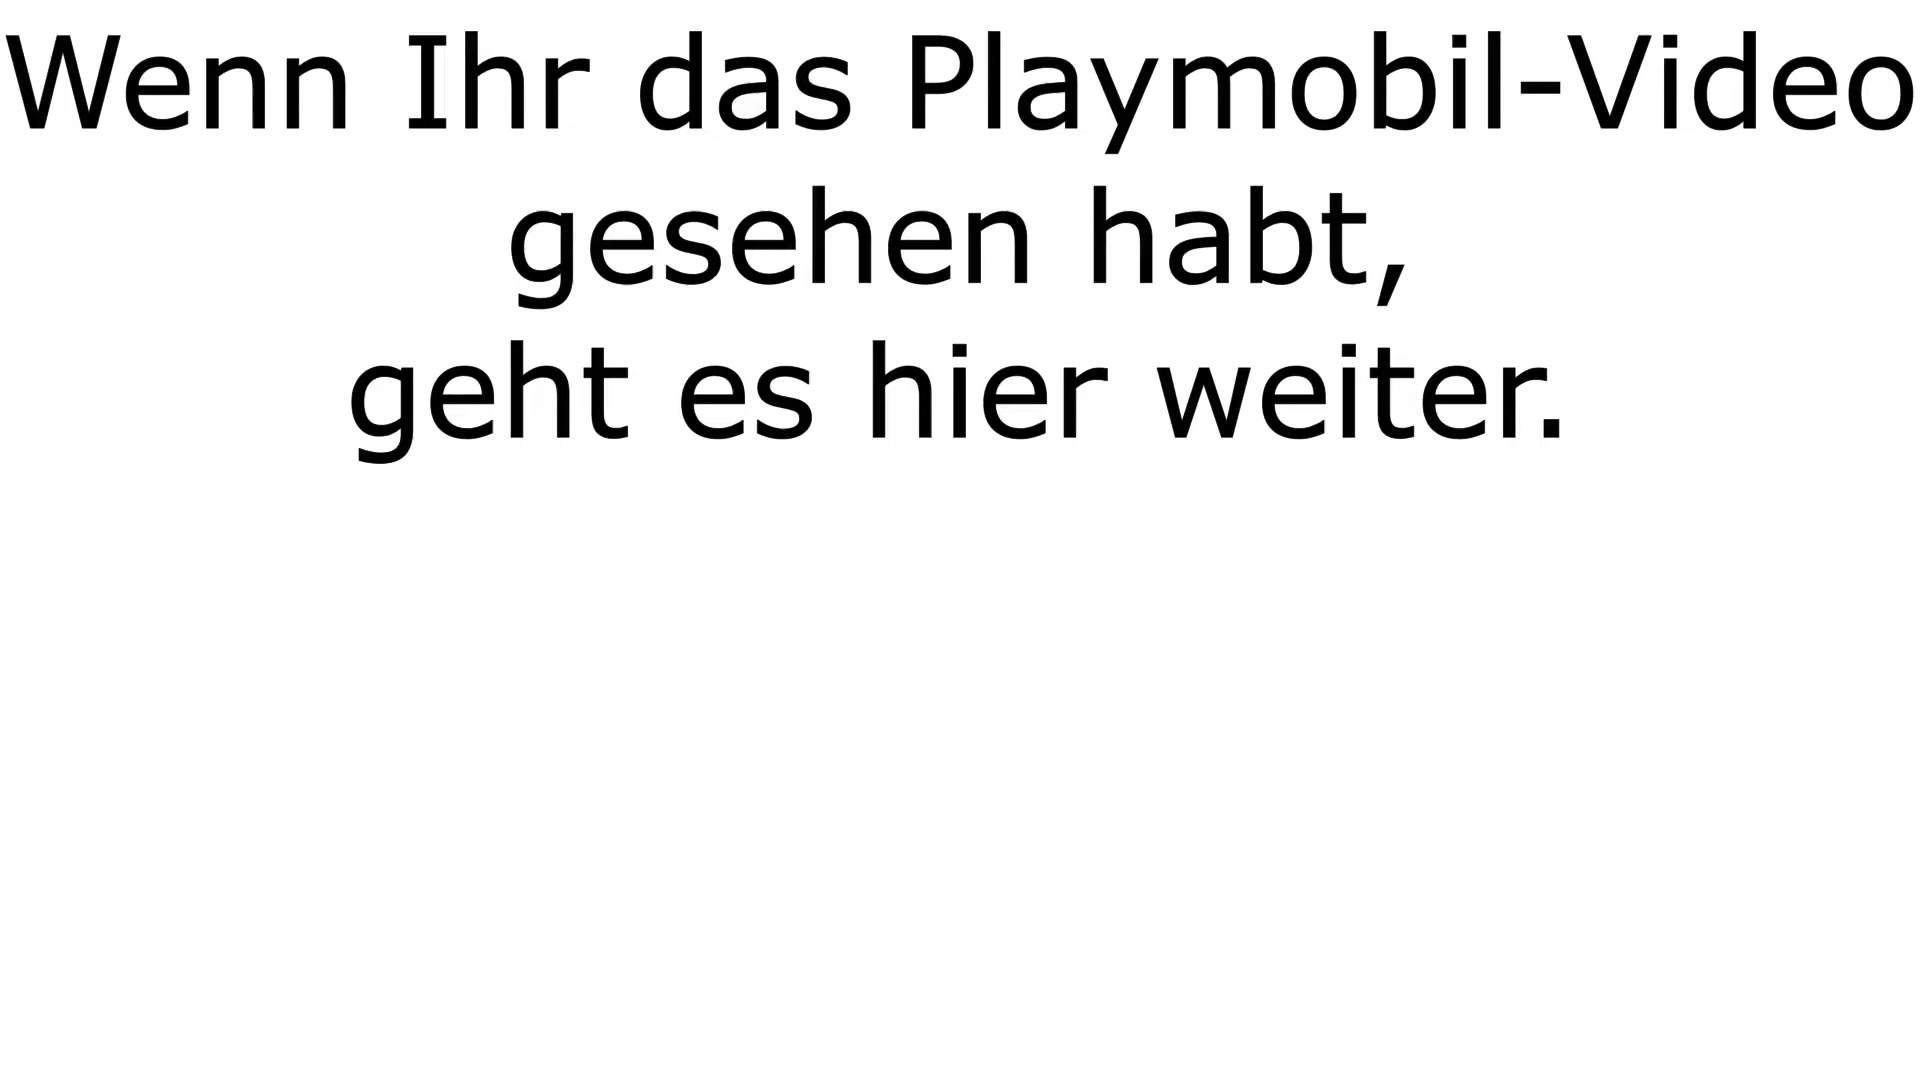 Wenn Ihr das Playmobil-Video
gesehen habt,
geht es hier weiter.